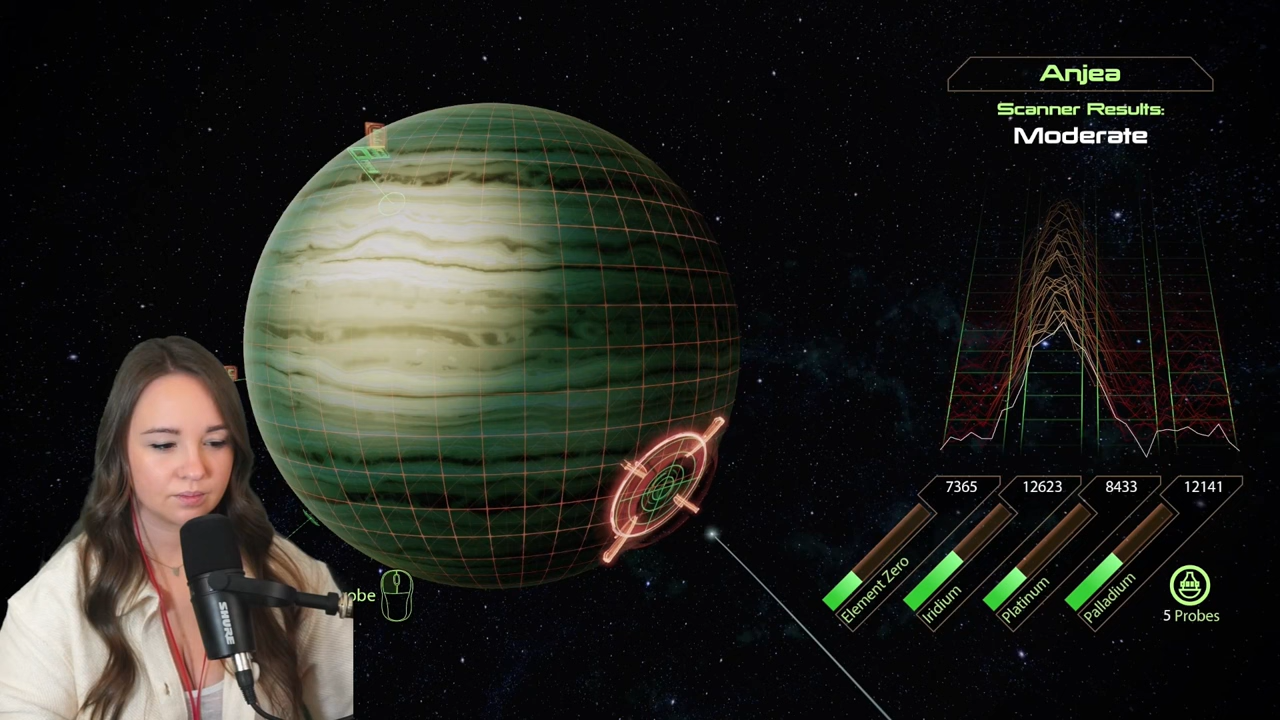 Anjea
Scanner Results:
Moderate
7365 12623 8433 12141
Element Zero
Iridium
Platinum
Palladium
5 Probes
obe
SHURE